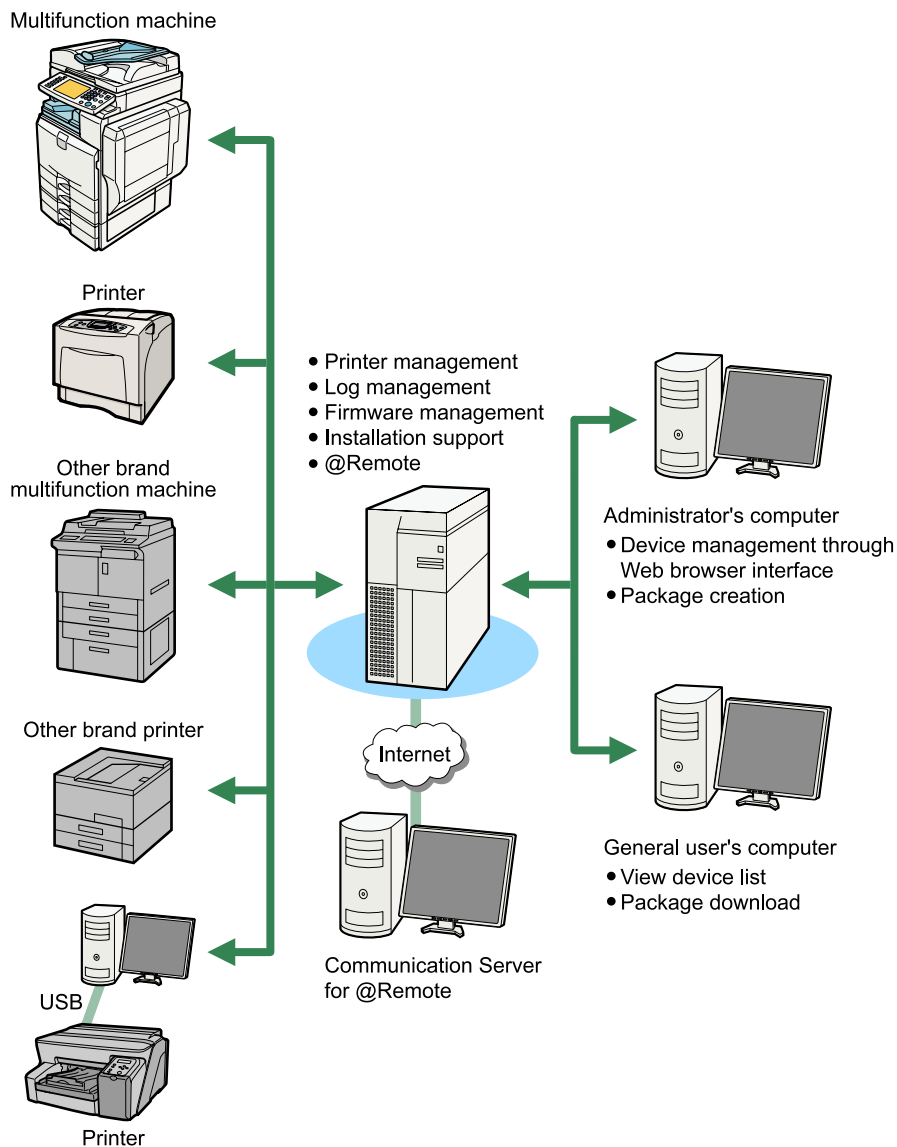 Multifunction machine
Printer
Other brand
multifunction machine
Other brand printer
USB
Printer
• Printer management
• Log management
• Firmware management
• Installation support
• @Remote
Internet
Communication Server
for @Remote
Administrator's computer
• Device management through
Web browser interface
• Package creation
General user's computer
• View device list
• Package download